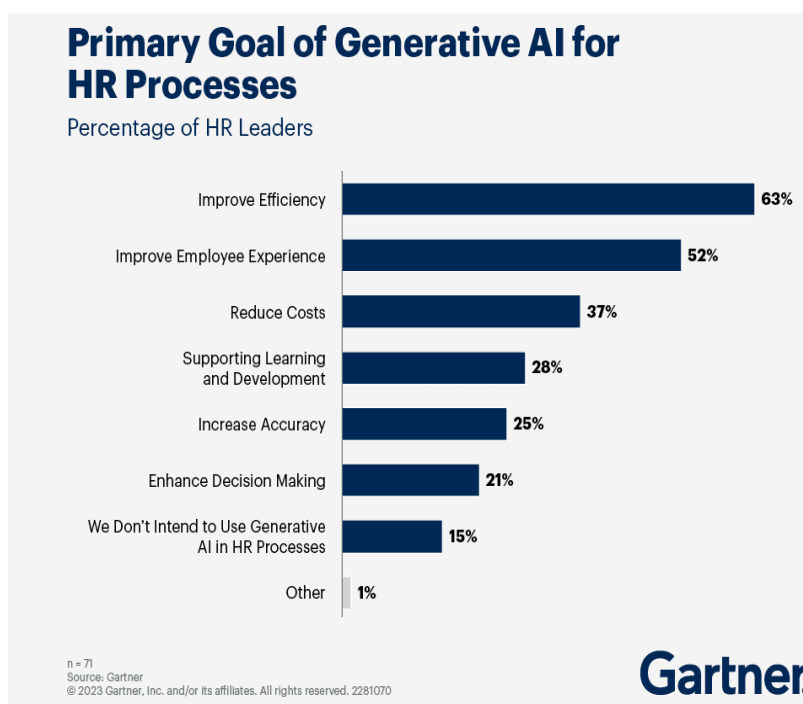 Primary Goal of Generative AI for
HR Processes
Percentage of HR Leaders
Improve Efficiency 63%
Improve Employee Experience 52%
Reduce Costs 37%
Supporting Learning
and Development 28%
Increase Accuracy 25%
Enhance Decision Making 21%
We Don’t Intend to Use Generative
AI in HR Processes 15%
Other 1%
n = 71
Source: Gartner
© 2023 Gartner, Inc. and/or its affiliates. All rights reserved. 2281070
Gartner